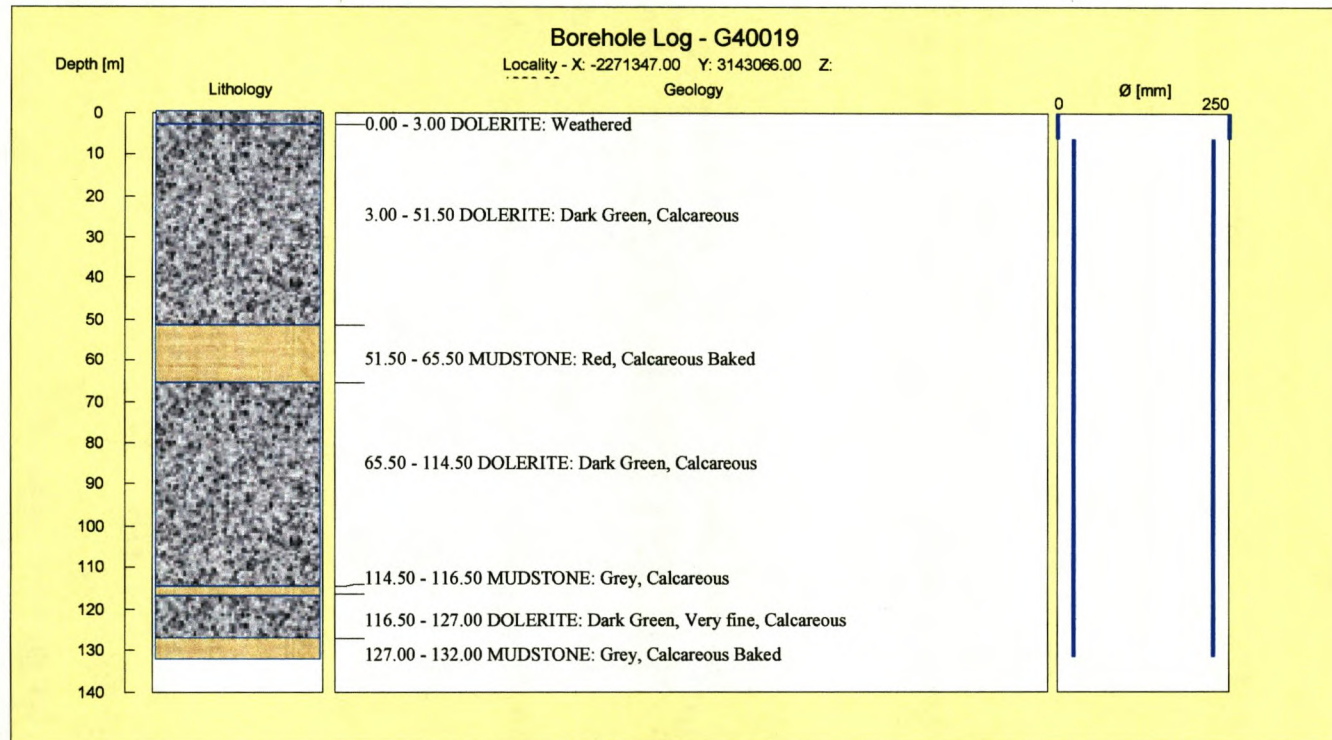 Borehole Log - G40019
Depth [m]
Locality - X: -2271347.00 Y: 3143066.00 Z:
Lithology
Geology
Ø [mm]
0
250
0
10
20
30
40
50
60
70
80
90
100
110
120
130
140
0.00 - 3.00 DOLERITE: Weathered
3.00 - 51.50 DOLERITE: Dark Green, Calcareous
51.50 - 65.50 MUDSTONE: Red, Calcareous Baked
65.50 - 114.50 DOLERITE: Dark Green, Calcareous
114.50 - 116.50 MUDSTONE: Grey, Calcareous
116.50 - 127.00 DOLERITE: Dark Green, Very fine, Calcareous
127.00 - 132.00 MUDSTONE: Grey, Calcareous Baked